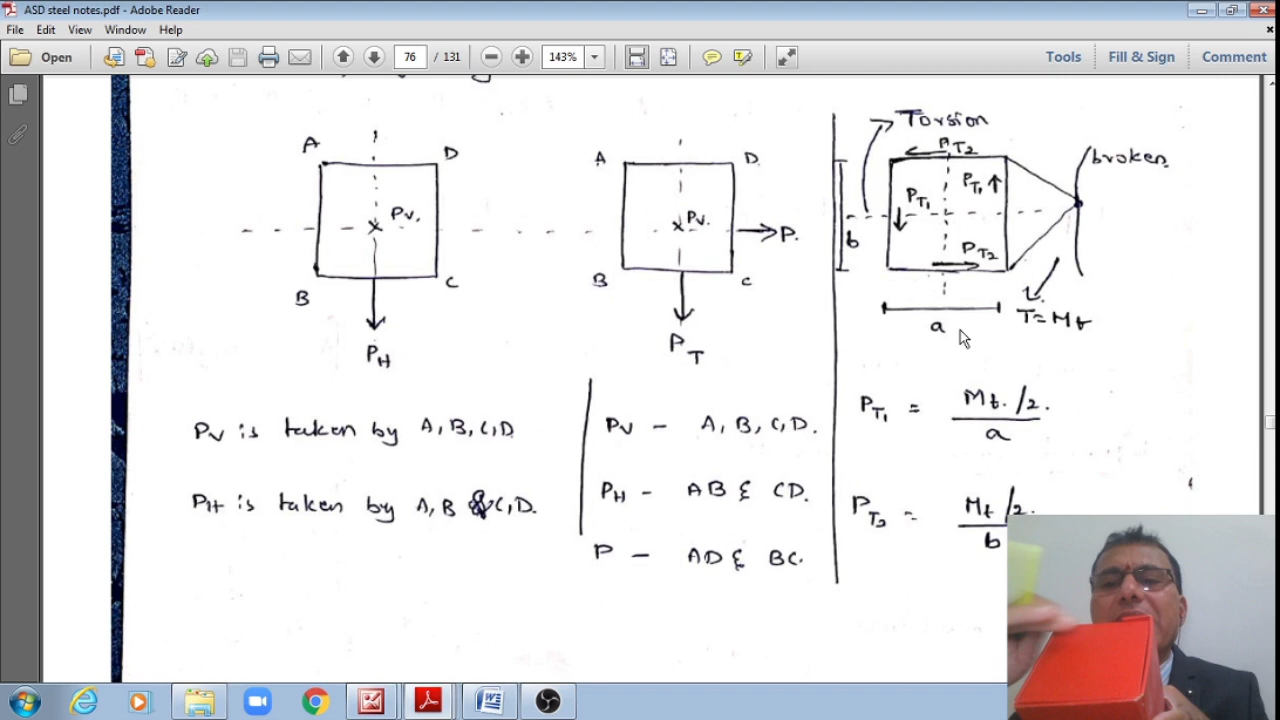 ASD steel notes.pdf - Adobe Reader
File Edit View Window Help
Open 76 / 131 143% Tools Fill & Sign Comment
A D
Pv.
B C
PH
A D.
Pv.
P.
B C
PT
Torsion
broken
PT2
PT1 PT1
b
PT2
a
T=Mt
Pv is taken by A, B, C, D
PH is taken by A, B & C, D.
Pv – A, B, C, D.
PH – AB & CD.
P – AD & BC.
PT1 = Mt./2.
a
PT2 = Mt/2.
b